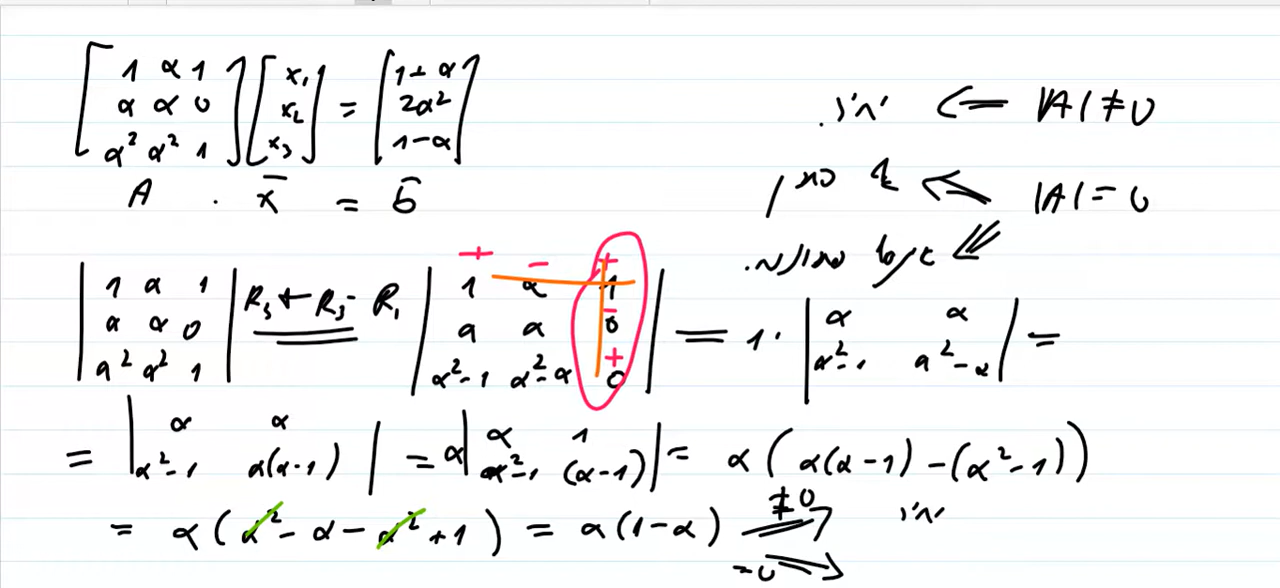 [1 α 1; α α 0; α² α² 1] [x₁; x₂; x₃] = [1+α; 2α²; 1-α]
A · x̄ = b̄
יחיד. ⇐ |A| ≠ 0
|A| = 0
|1 α 1; α α 0; α² α² 1| R₃ ← R₃ - R₁ = |1 α 1; α α 0; α²-1 α²-α 0| = 1 · |α α; α²-1 α²-α| =
+ - +
-
+
= |α α; α²-1 α(α-1)| = α |α 1; α²-1 (α-1)| = α(α(α-1) - (α²-1))
= α(α² - α - α² + 1) = α(1-α) ≠0 ⇒ יחיד
=0 ⇒